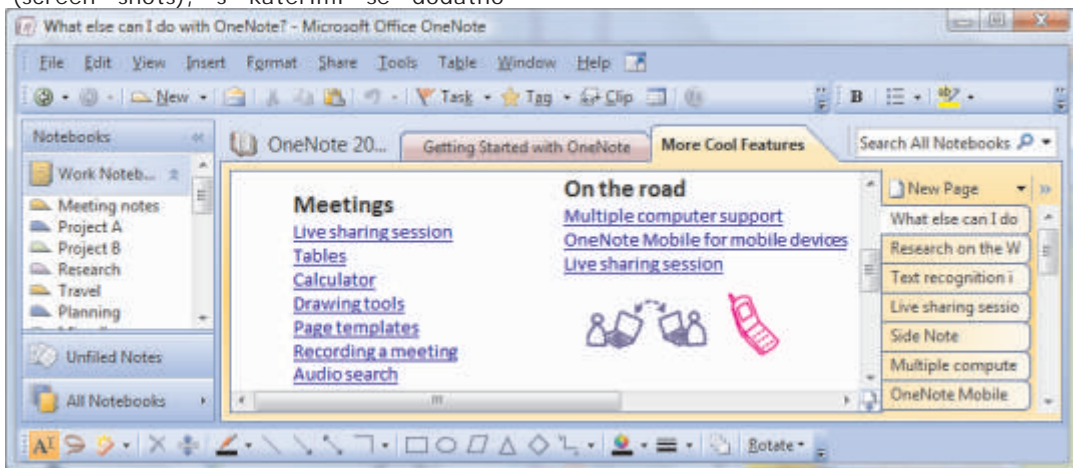 (screen shots), s katerimi se dodatno
What else can I do with OneNote? - Microsoft Office OneNote
File Edit View Insert Format Share Tools Table Window Help
New Task Tag Clip B
Notebooks
OneNote 20... Getting Started with OneNote More Cool Features Search All Notebooks
Work Noteb...
Meeting notes
Project A
Project B
Research
Travel
Planning
Unfiled Notes
All Notebooks
Meetings
Live sharing session
Tables
Calculator
Drawing tools
Page templates
Recording a meeting
Audio search
On the road
Multiple computer support
OneNote Mobile for mobile devices
Live sharing session
New Page
What else can I do
Research on the W
Text recognition i
Live sharing sessio
Side Note
Multiple compute
OneNote Mobile
Rotate